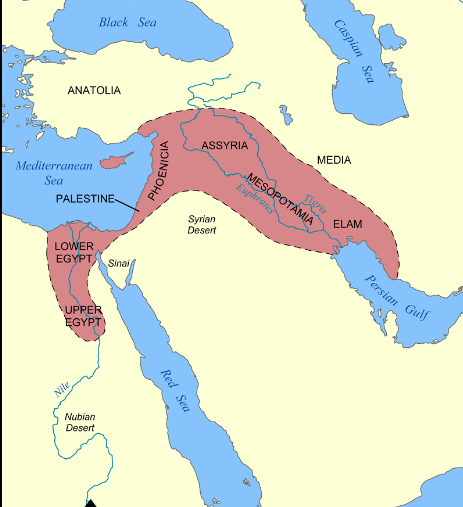 Black Sea
Caspian Sea
ANATOLIA
ASSYRIA
MEDIA
PHOENICIA
Mediterranean
Sea
MESOPOTAMIA
Tigris
Euphrates
PALESTINE
Syrian
Desert
ELAM
LOWER
EGYPT
Sinai
Persian Gulf
UPPER
EGYPT
Red Sea
Nile
Nubian
Desert